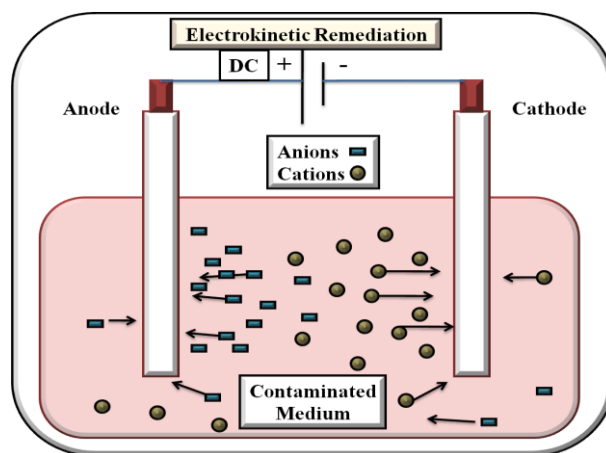 Electrokinetic Remediation
DC + -
Anode
Cathode
Anions
Cations
Contaminated
Medium